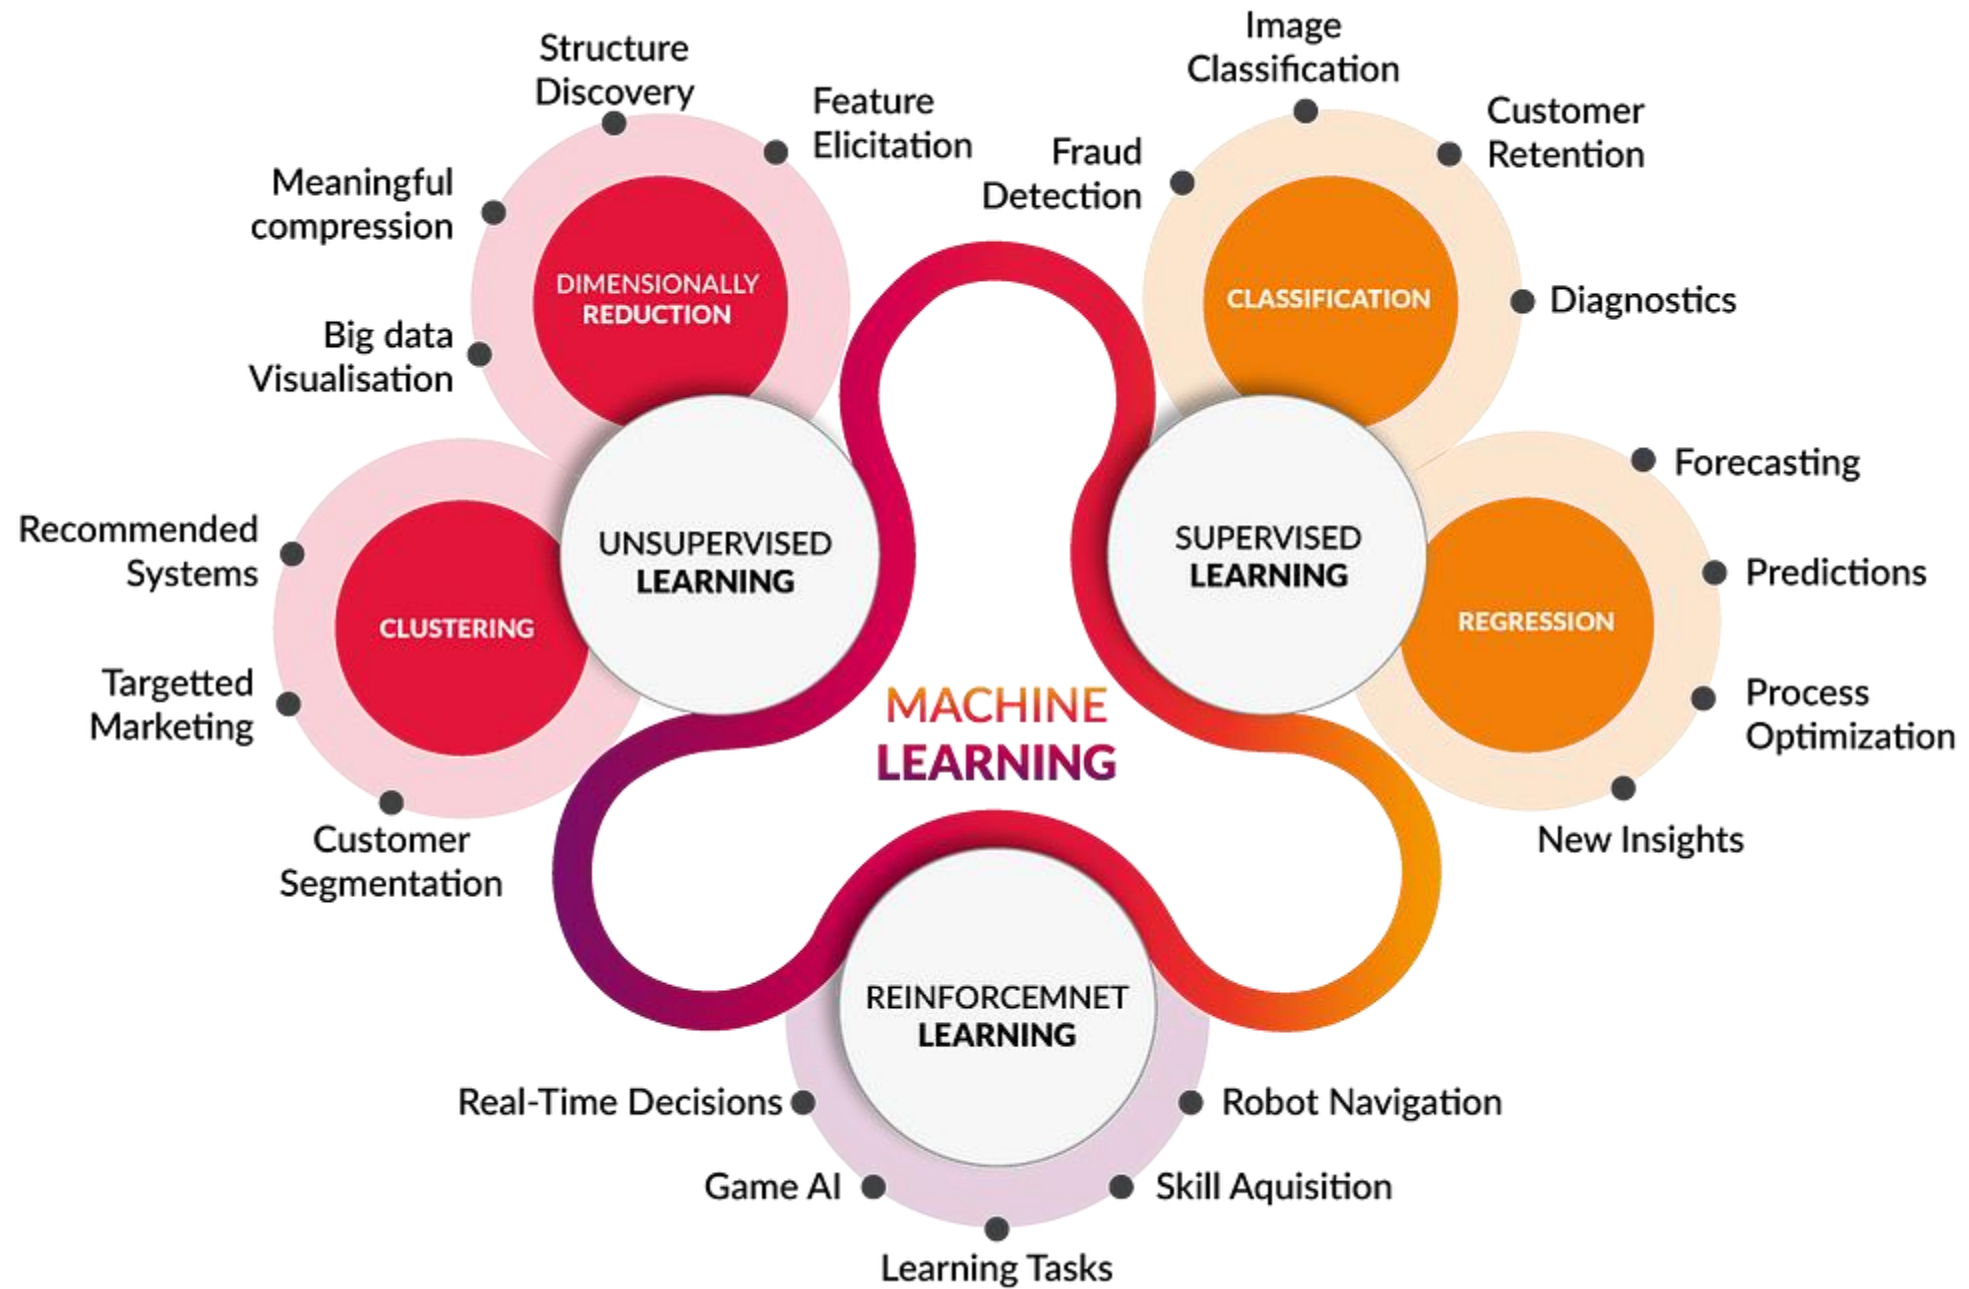 Structure
Discovery
Feature
Elicitation
Meaningful
compression
Big data
Visualisation
DIMENSIONALLY
REDUCTION
Recommended
Systems
Targetted
Marketing
Customer
Segmentation
CLUSTERING
UNSUPERVISED
LEARNING
Image
Classification
Customer
Retention
Fraud
Detection
Diagnostics
CLASSIFICATION
SUPERVISED
LEARNING
Forecasting
Predictions
Process
Optimization
New Insights
REGRESSION
MACHINE
LEARNING
REINFORCEMNET
LEARNING
Real-Time Decisions
Robot Navigation
Game AI
Skill Aquisition
Learning Tasks